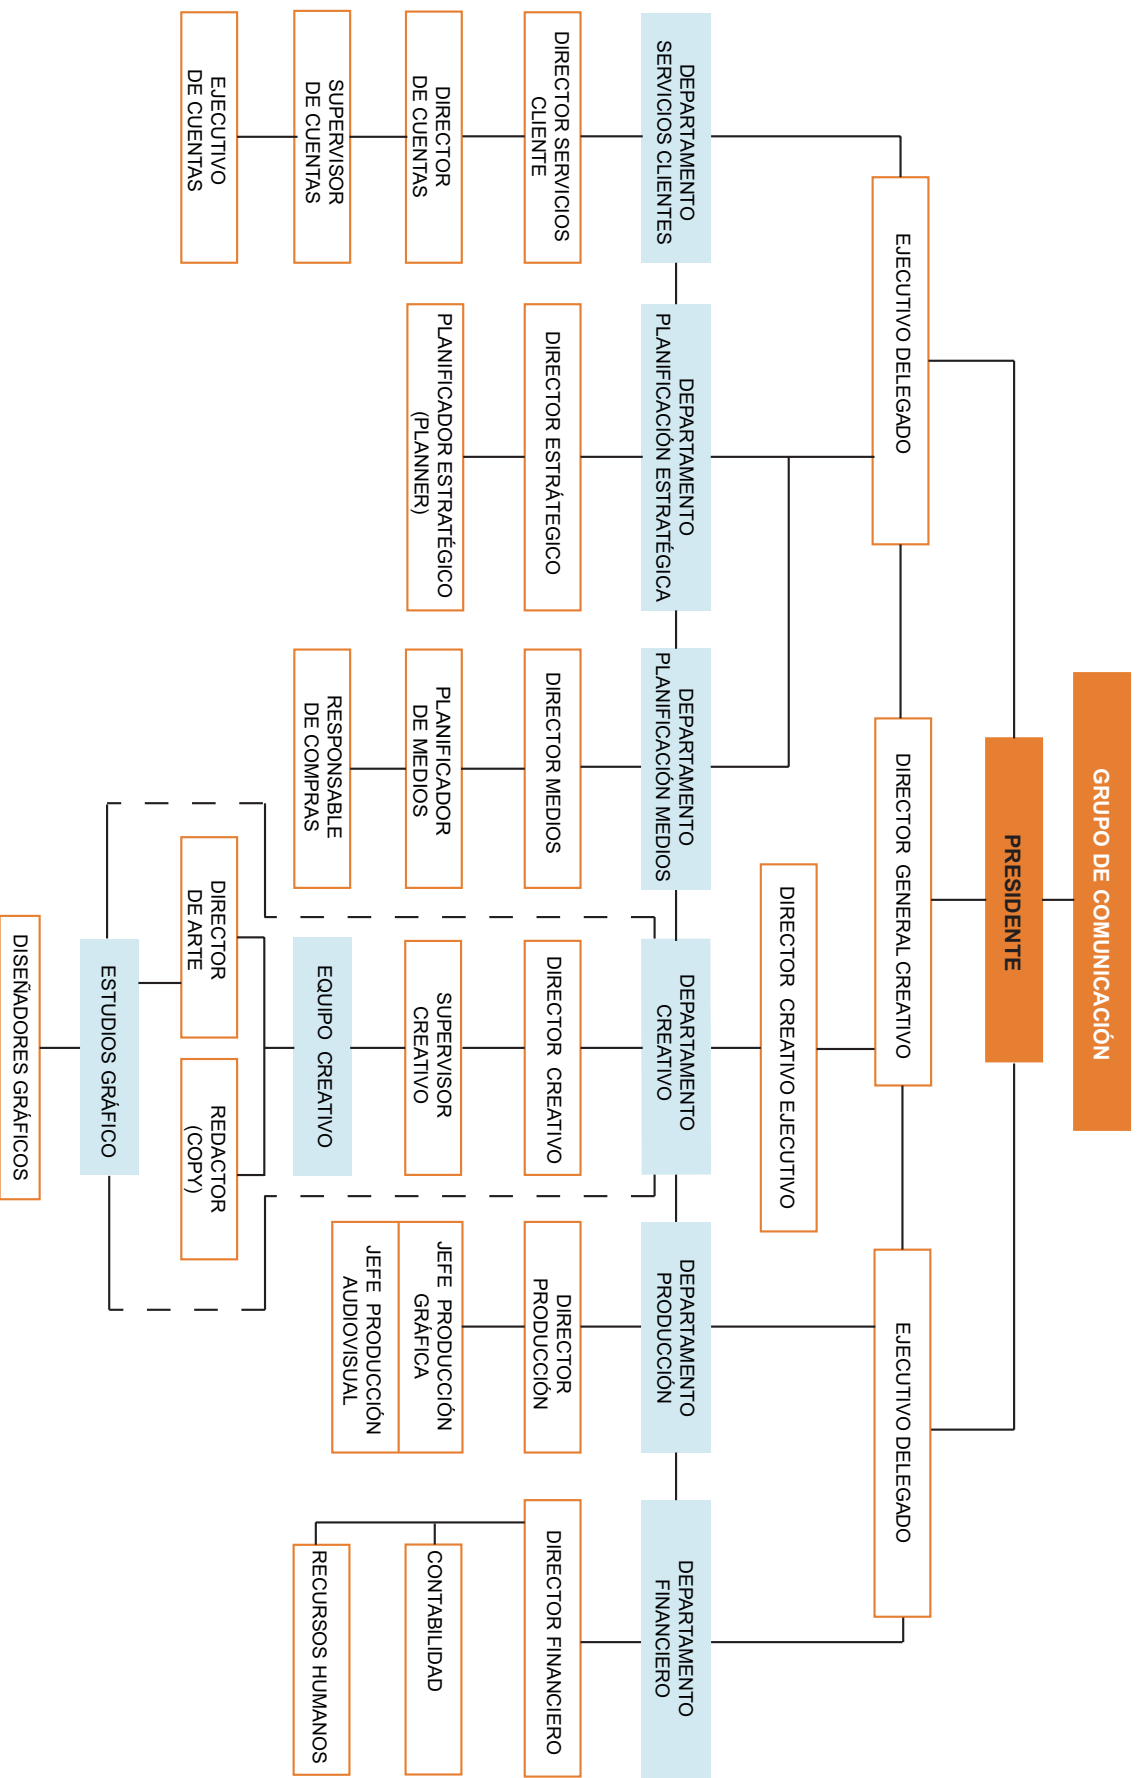 GRUPO DE COMUNICACIÓN
PRESIDENTE
EJECUTIVO DELEGADO
DIRECTOR GENERAL CREATIVO
EJECUTIVO DELEGADO
DIRECTOR CREATIVO EJECUTIVO
DEPARTAMENTO
SERVICIOS CLIENTES
DEPARTAMENTO
PLANIFICACIÓN ESTRATÉGICA
DEPARTAMENTO
PLANIFICACIÓN MEDIOS
DEPARTAMENTO
CREATIVO
DEPARTAMENTO
PRODUCCIÓN
DEPARTAMENTO
FINANCIERO
DIRECTOR SERVICIOS
CLIENTE
DIRECTOR ESTRÁTEGICO
DIRECTOR MEDIOS
DIRECTOR CREATIVO
DIRECTOR
PRODUCCIÓN
DIRECTOR FINANCIERO
DIRECTOR
DE CUENTAS
PLANIFICADOR ESTRATÉGICO
(PLANNER)
PLANIFICADOR
DE MEDIOS
SUPERVISOR
CREATIVO
JEFE PRODUCCIÓN
GRÁFICA
CONTABILIDAD
SUPERVISOR
DE CUENTAS
RESPONSABLE
DE COMPRAS
EQUIPO CREATIVO
JEFE PRODUCCIÓN
AUDIOVISUAL
RECURSOS HUMANOS
EJECUTIVO
DE CUENTAS
DIRECTOR
DE ARTE
REDACTOR
(COPY)
ESTUDIOS GRÁFICO
DISEÑADORES GRÁFICOS